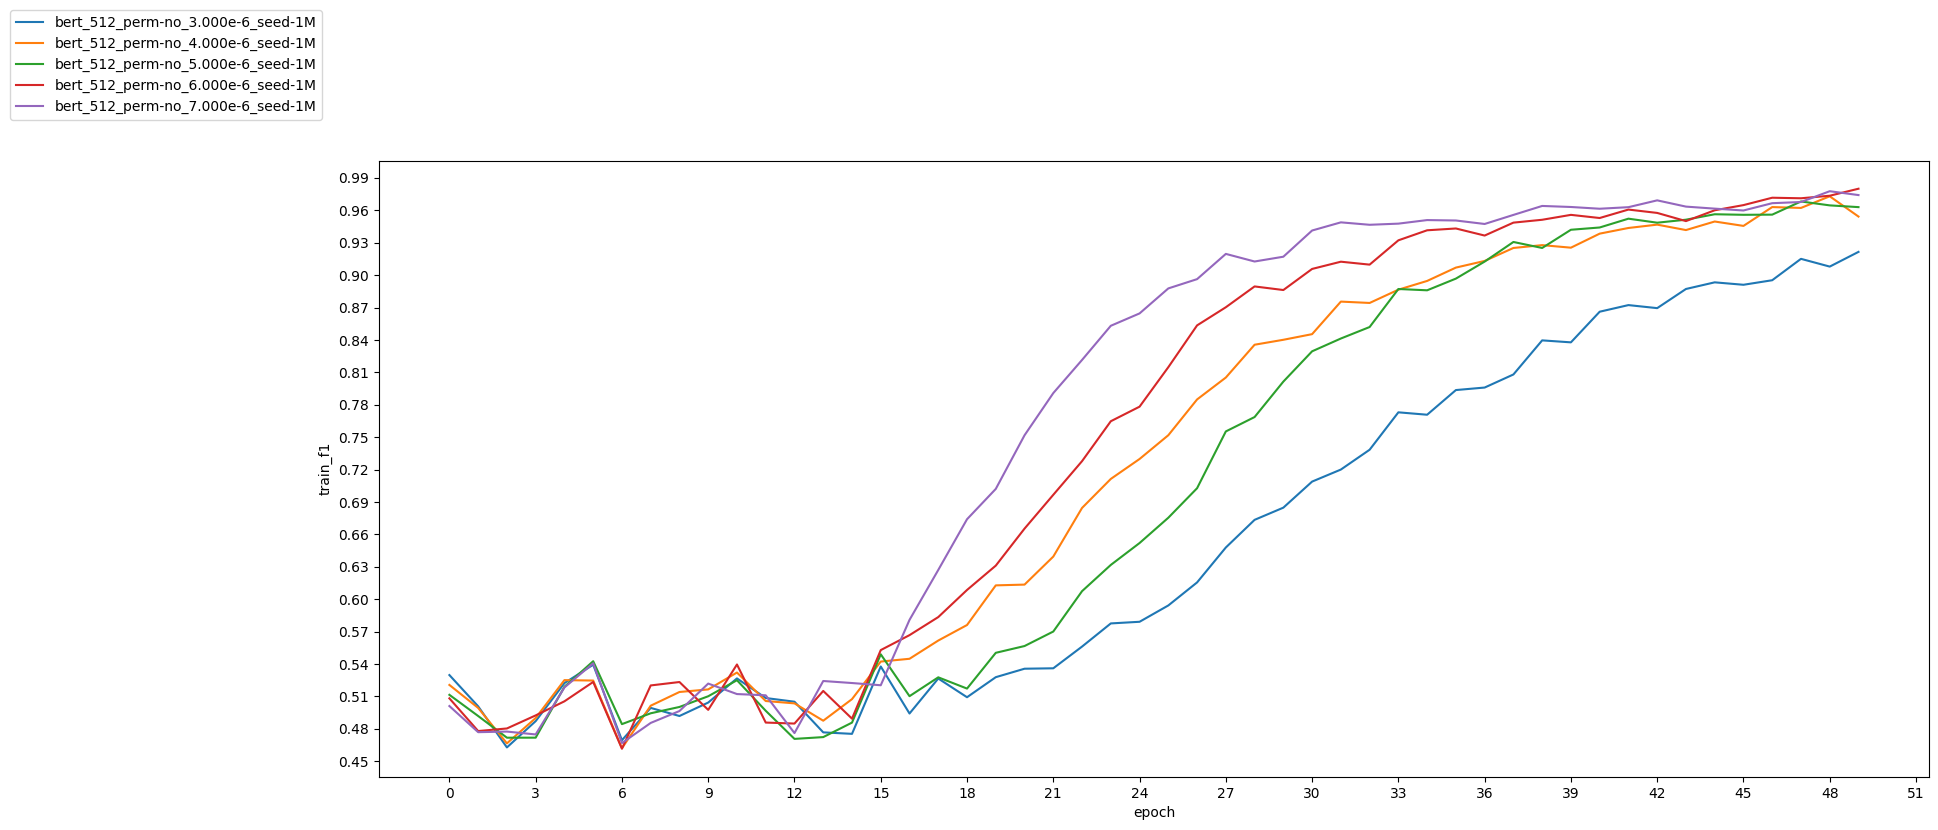 bert_512_perm-no_3.000e-6_seed-1M
bert_512_perm-no_4.000e-6_seed-1M
bert_512_perm-no_5.000e-6_seed-1M
bert_512_perm-no_6.000e-6_seed-1M
bert_512_perm-no_7.000e-6_seed-1M
0.99
0.96
0.93
0.90
0.87
0.84
0.81
0.78
0.75
0.72
0.69
0.66
0.63
0.60
0.57
0.54
0.51
0.48
0.45
train_f1
0 3 6 9 12 15 18 21 24 27 30 33 36 39 42 45 48 51
epoch